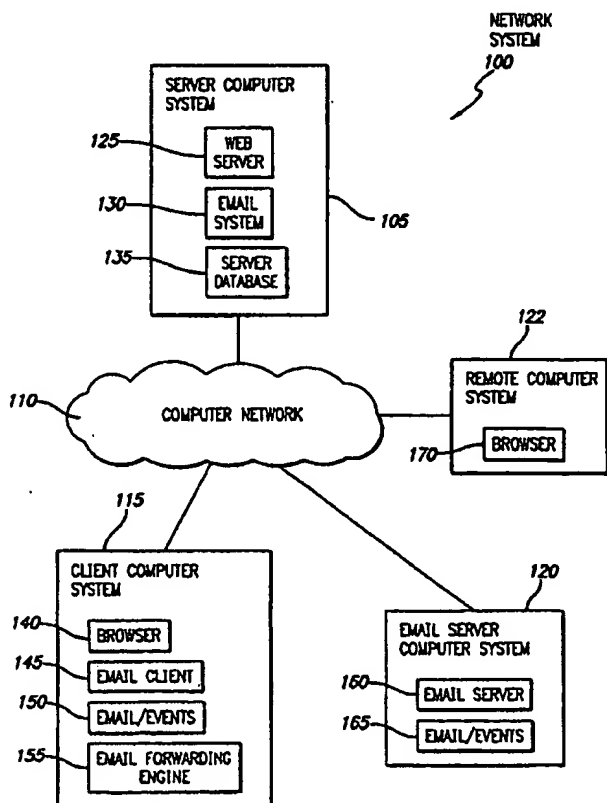 NETWORK
SYSTEM
100
SERVER COMPUTER
SYSTEM
125
WEB
SERVER
130
EMAIL
SYSTEM
105
135
SERVER
DATABASE
122
110
COMPUTER NETWORK
REMOTE COMPUTER
SYSTEM
170
BROWSER
115
CLIENT COMPUTER
SYSTEM
140
BROWSER
145
EMAIL CLIENT
150
EMAIL/EVENTS
155
EMAIL FORWARDING
ENGINE
120
EMAIL SERVER
COMPUTER SYSTEM
160
EMAIL SERVER
165
EMAIL/EVENTS